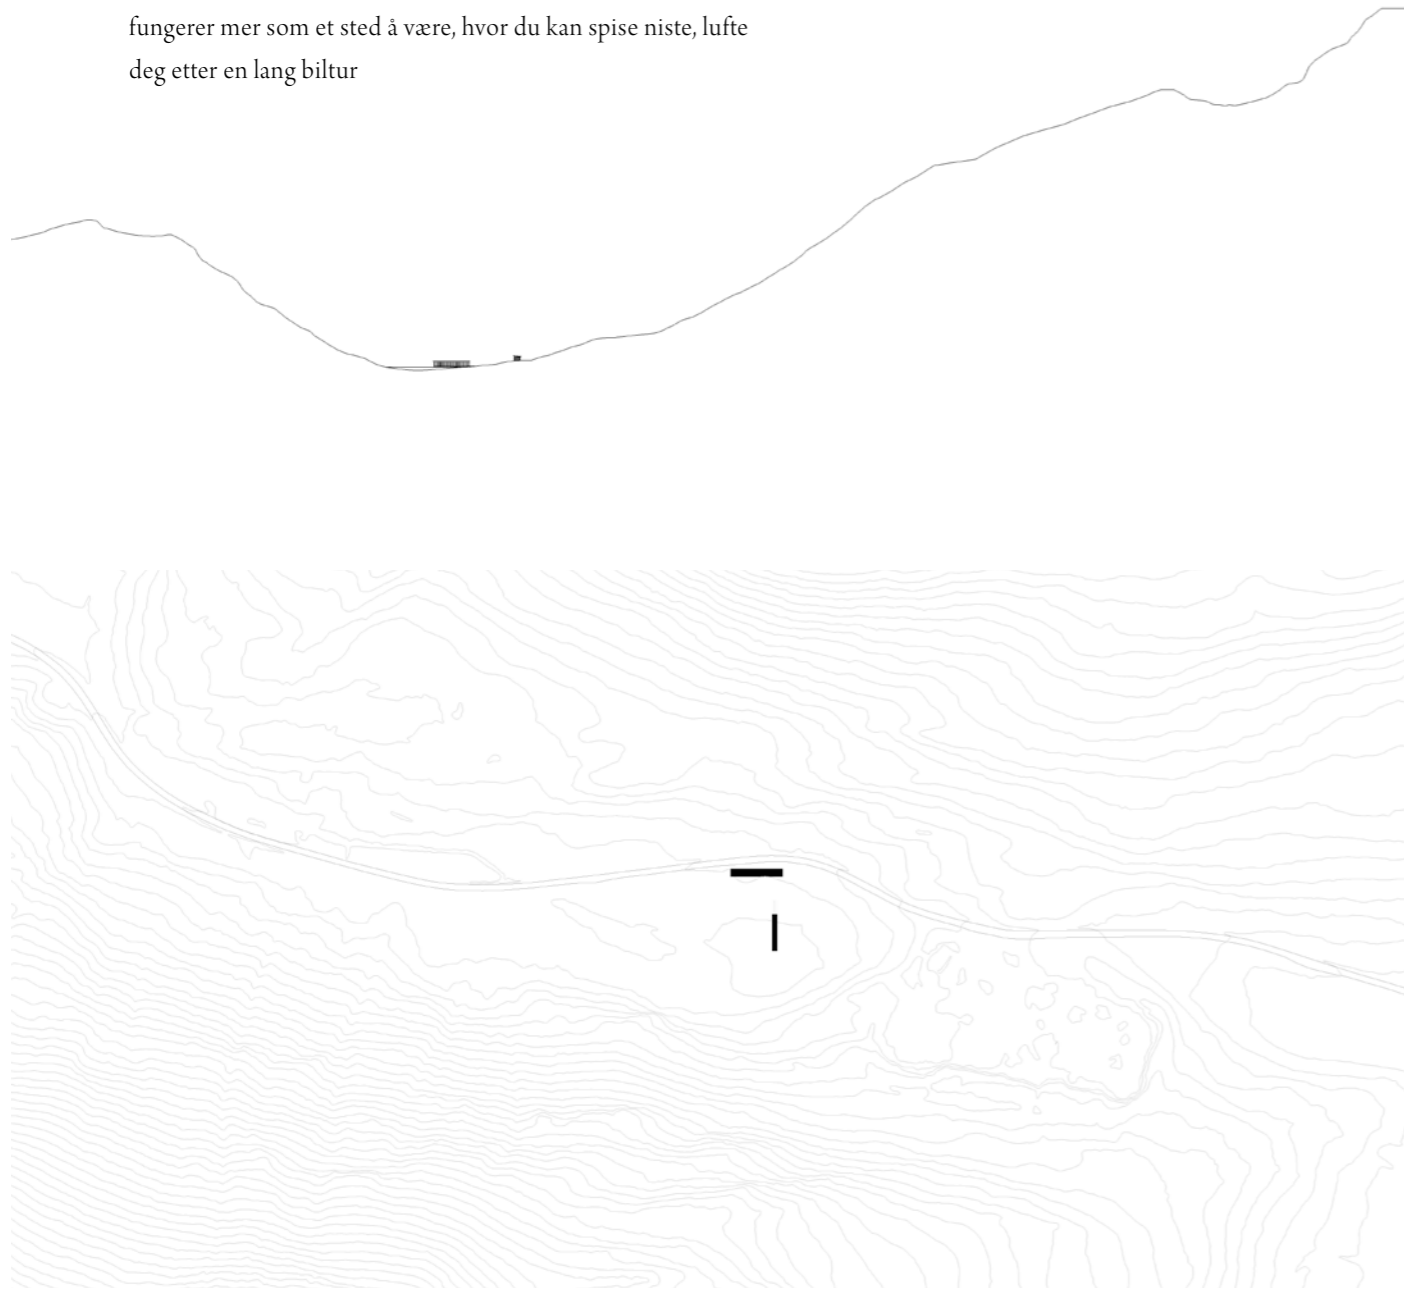 fungerer mer som et sted å være, hvor du kan spise niste, lufte
deg etter en lang biltur